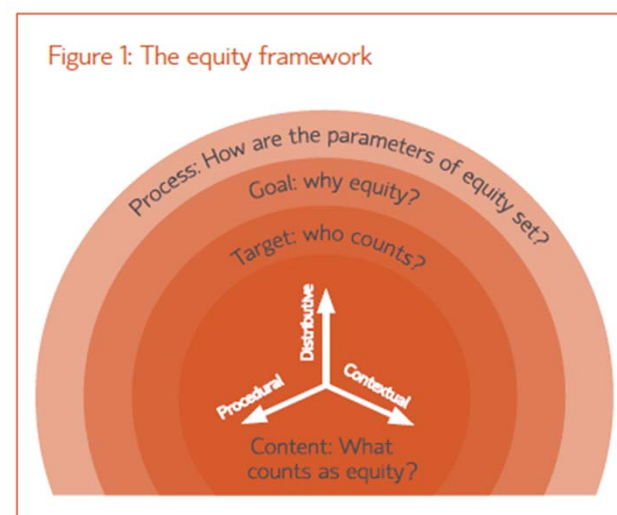 Figure 1: The equity framework
Process: How are the parameters of equity set?
Goal: why equity?
Target: who counts?
Distributive
Procedural
Contextual
Content: What
counts as equity?